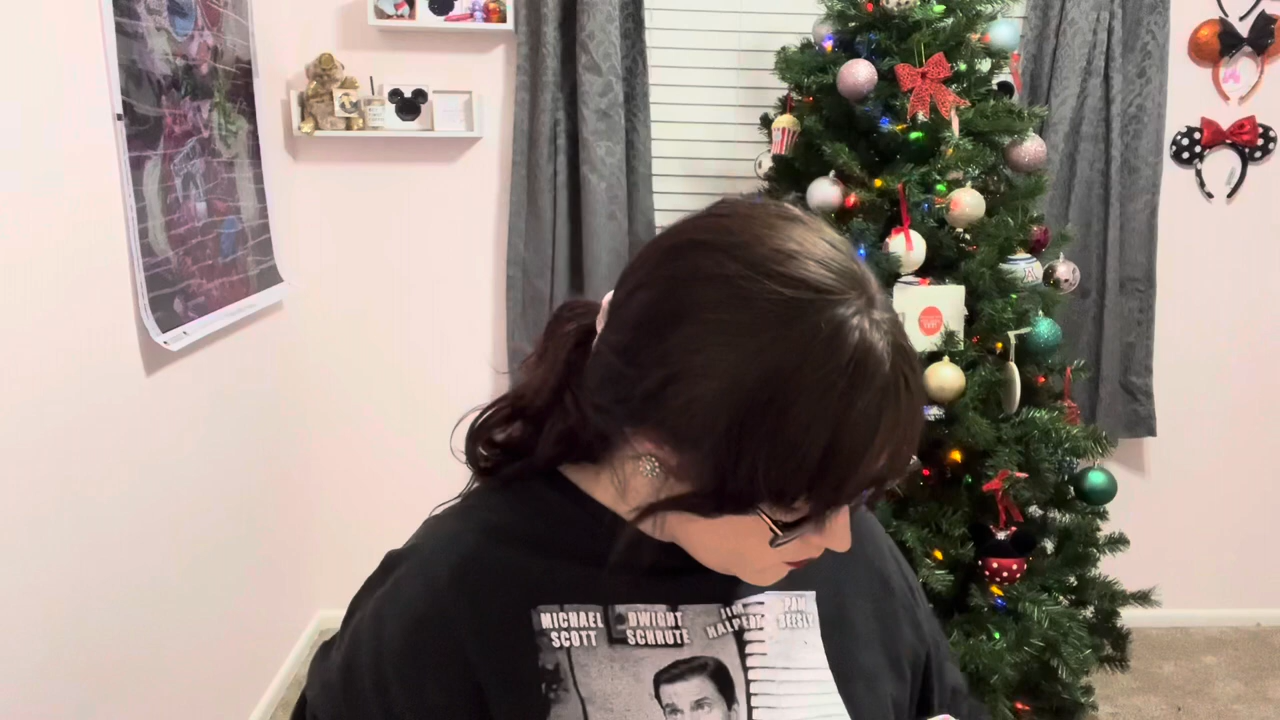 MICHAEL
SCOTT
DWIGHT
SCHRUTE
JIM
HALPERT
PAM
BEESLY